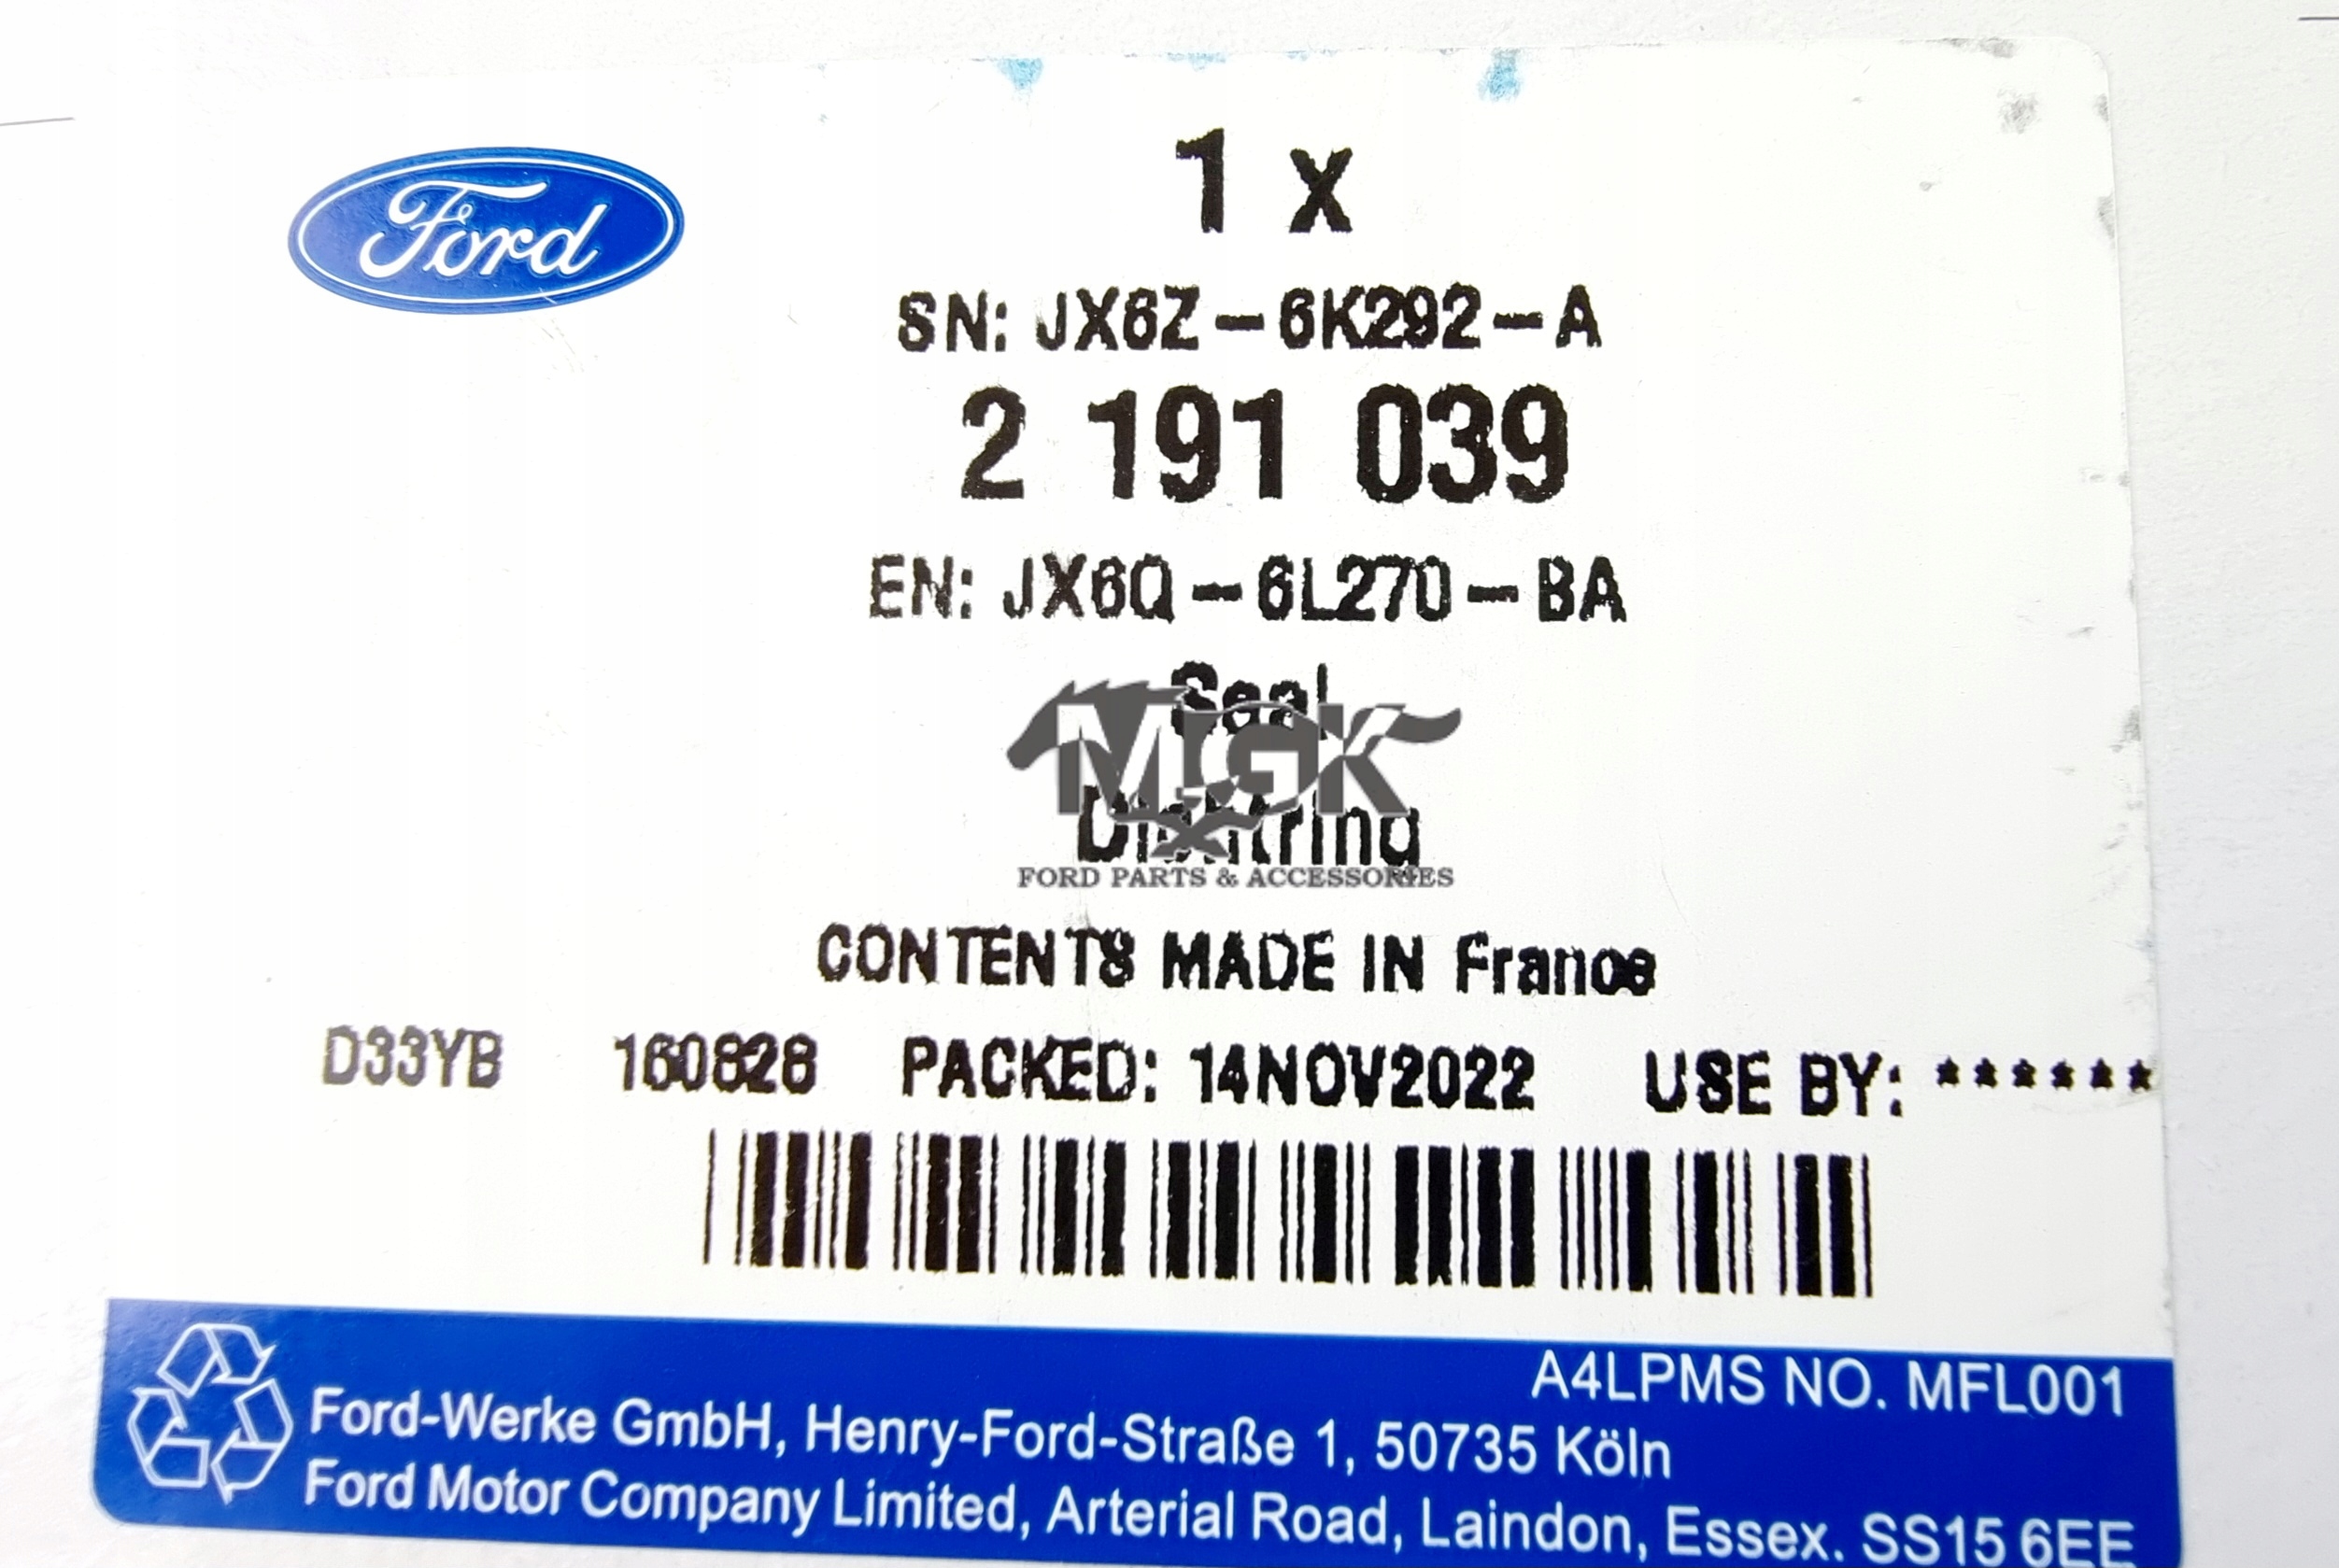 Ford
1 x
SN: JX6Z-6K292-A
2 191 039
EN: JX6Q-6L270-BA
Seal
MGK
Dichtring
FORD PARTS & ACCESSORIES
CONTENTS MADE IN France
D33YB 160828 PACKED: 14NOV2022 USE BY: ******
A4LPMS NO. MFL001
Ford-Werke GmbH, Henry-Ford-Straße 1, 50735 Köln
Ford Motor Company Limited, Arterial Road, Laindon, Essex. SS15 6EE